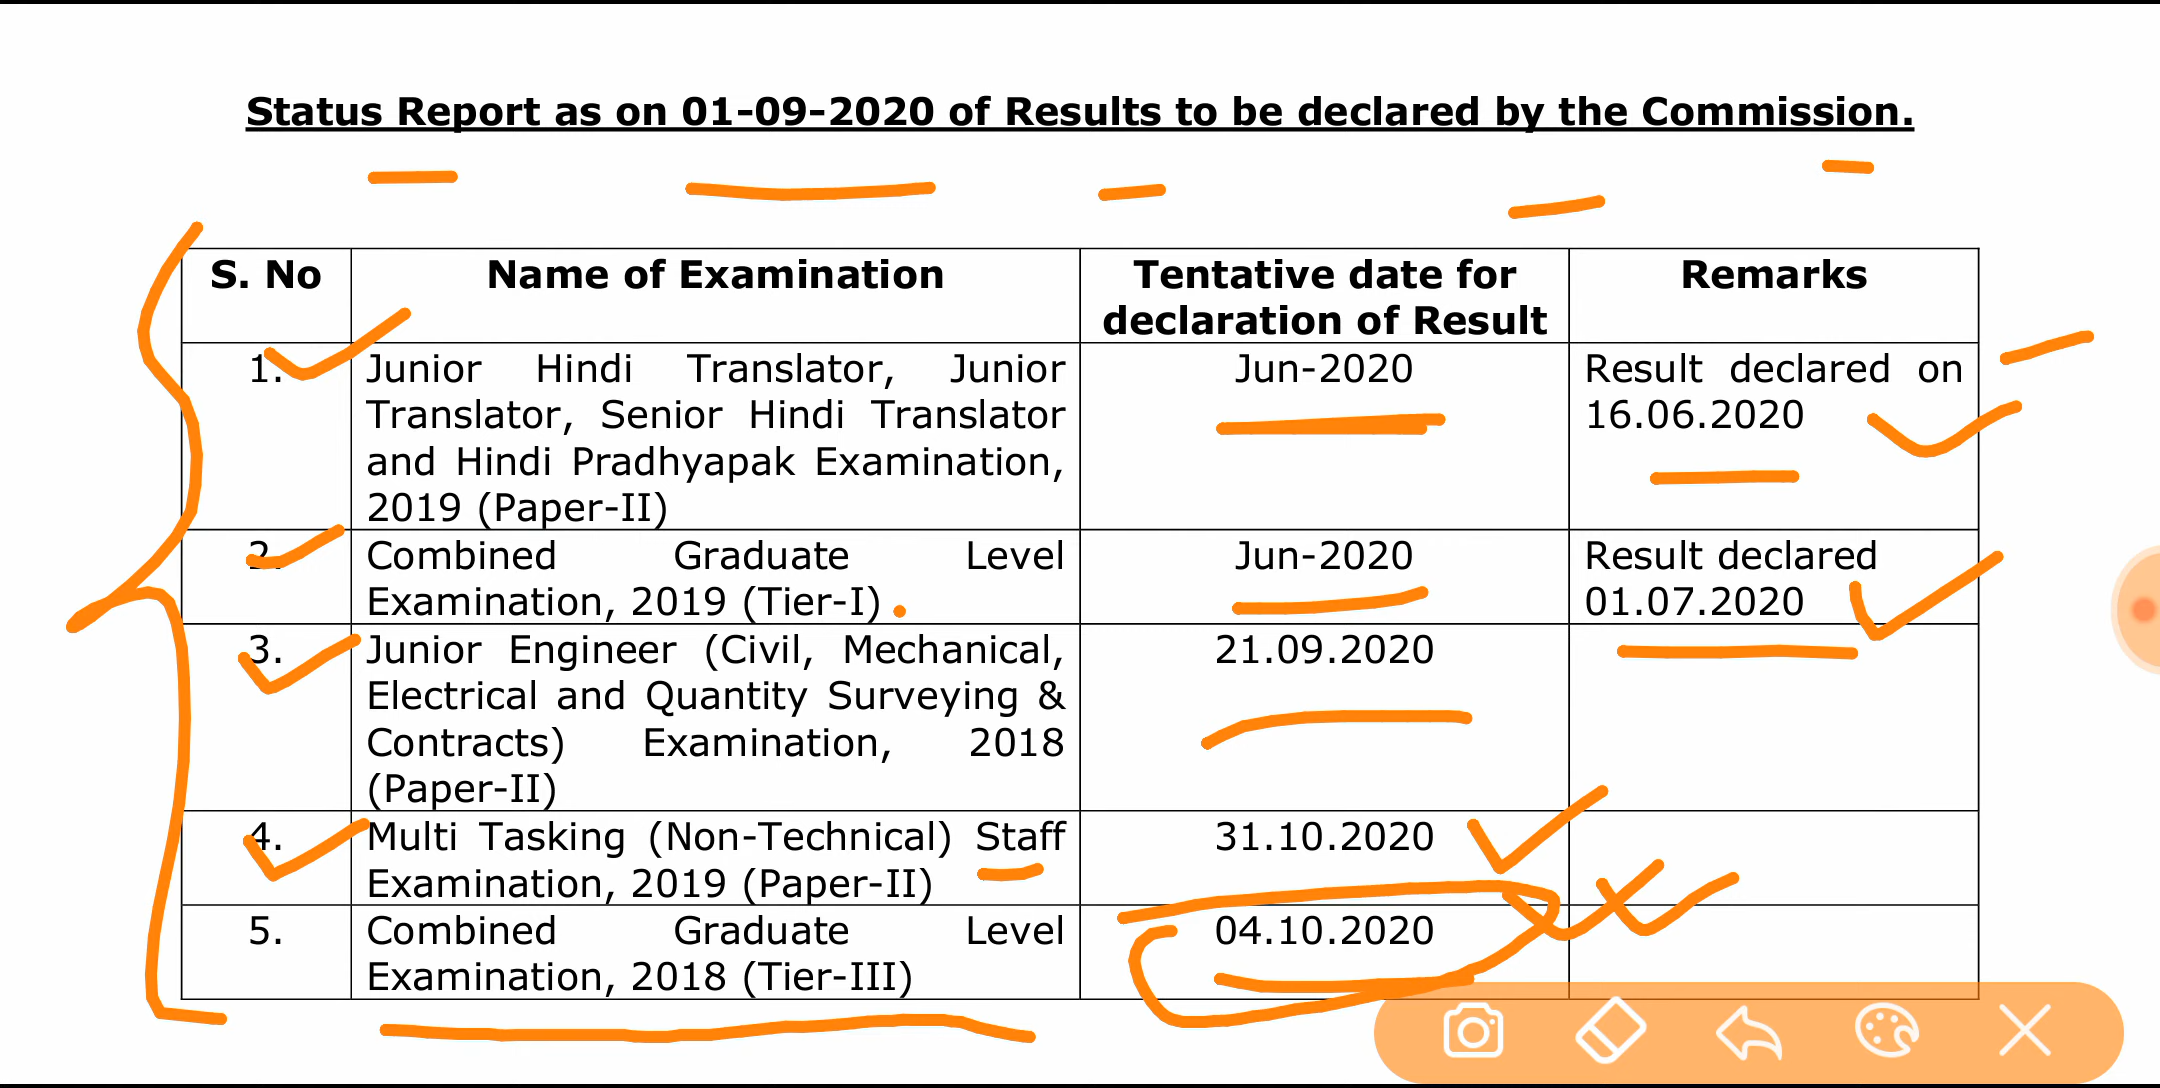 Status Report as on 01-09-2020 of Results to be declared by the Commission.
S. No Name of Examination Tentative date for declaration of Result Remarks
1. Junior Hindi Translator, Junior Jun-2020 Result declared on
Translator, Senior Hindi Translator 16.06.2020
and Hindi Pradhyapak Examination,
2019 (Paper-II)
2. Combined Graduate Level Jun-2020 Result declared
Examination, 2019 (Tier-I) 01.07.2020
3. Junior Engineer (Civil, Mechanical, 21.09.2020
Electrical and Quantity Surveying &
Contracts) Examination, 2018
(Paper-II)
4. Multi Tasking (Non-Technical) Staff 31.10.2020
Examination, 2019 (Paper-II)
5. Combined Graduate Level 04.10.2020
Examination, 2018 (Tier-III)